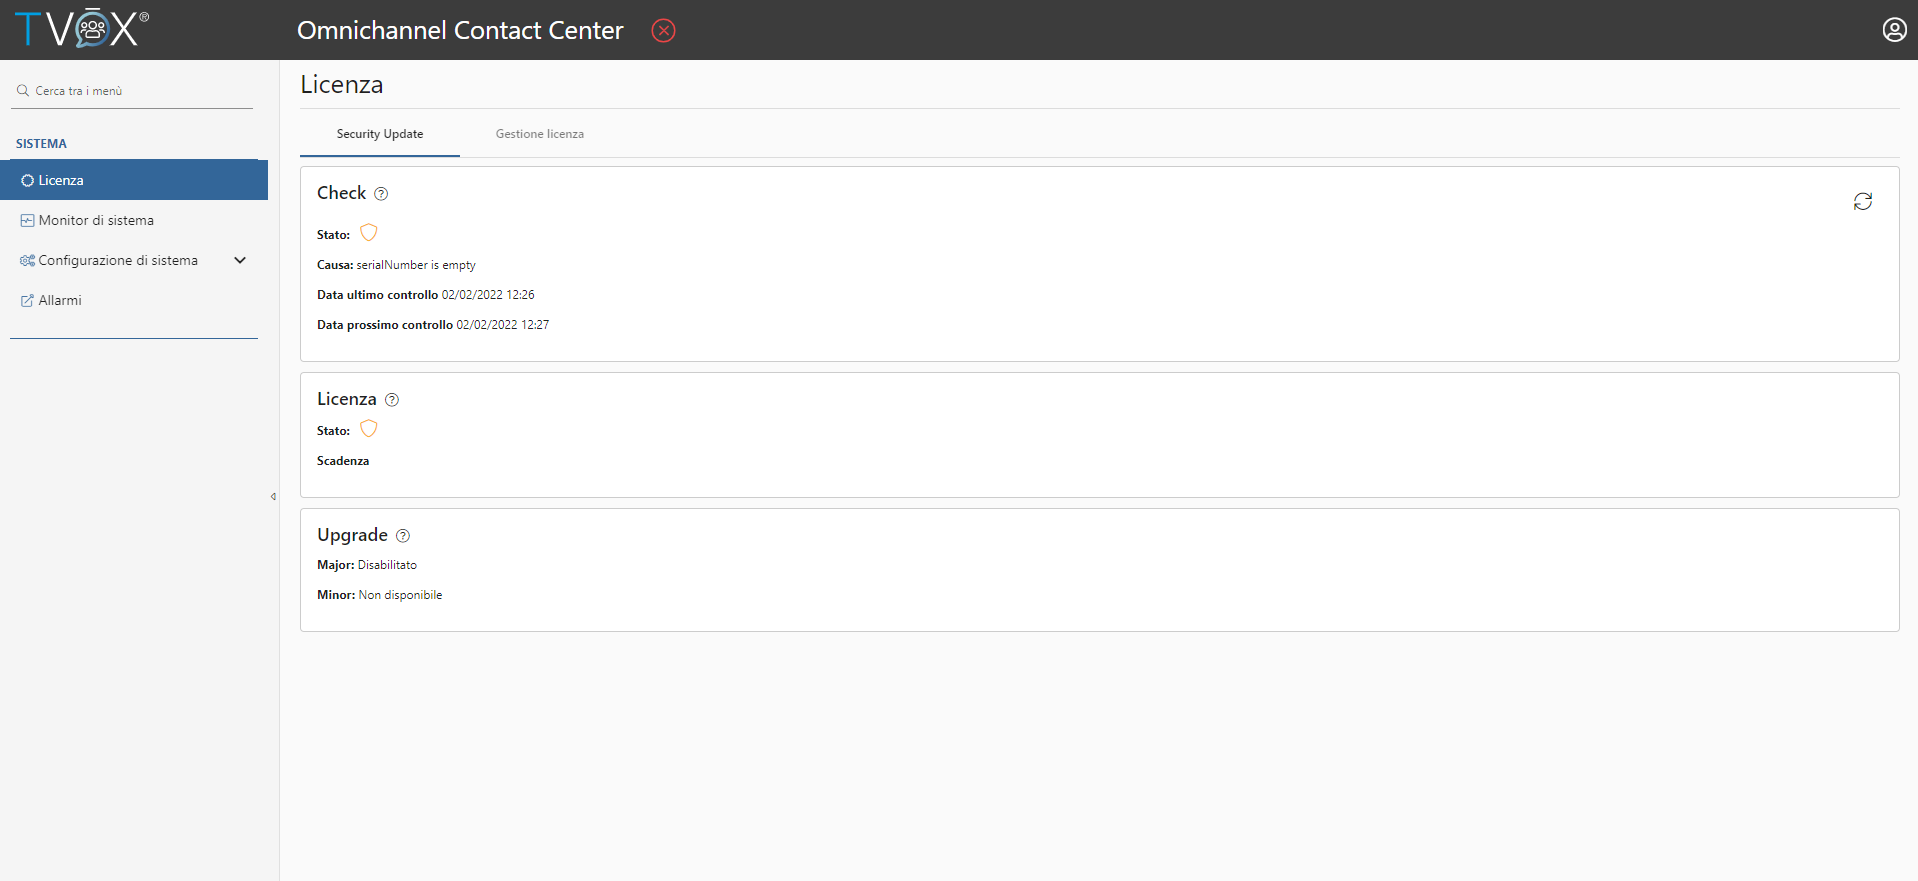 TVOX®
Omnichannel Contact Center
Cerca tra i menù
SISTEMA
Licenza
Monitor di sistema
Configurazione di sistema
Allarmi
Licenza
Security Update
Gestione licenza
Check ?
Stato:
Causa: serialNumber is empty
Data ultimo controllo 02/02/2022 12:26
Data prossimo controllo 02/02/2022 12:27
Licenza ?
Stato:
Scadenza
Upgrade ?
Major: Disabilitato
Minor: Non disponibile